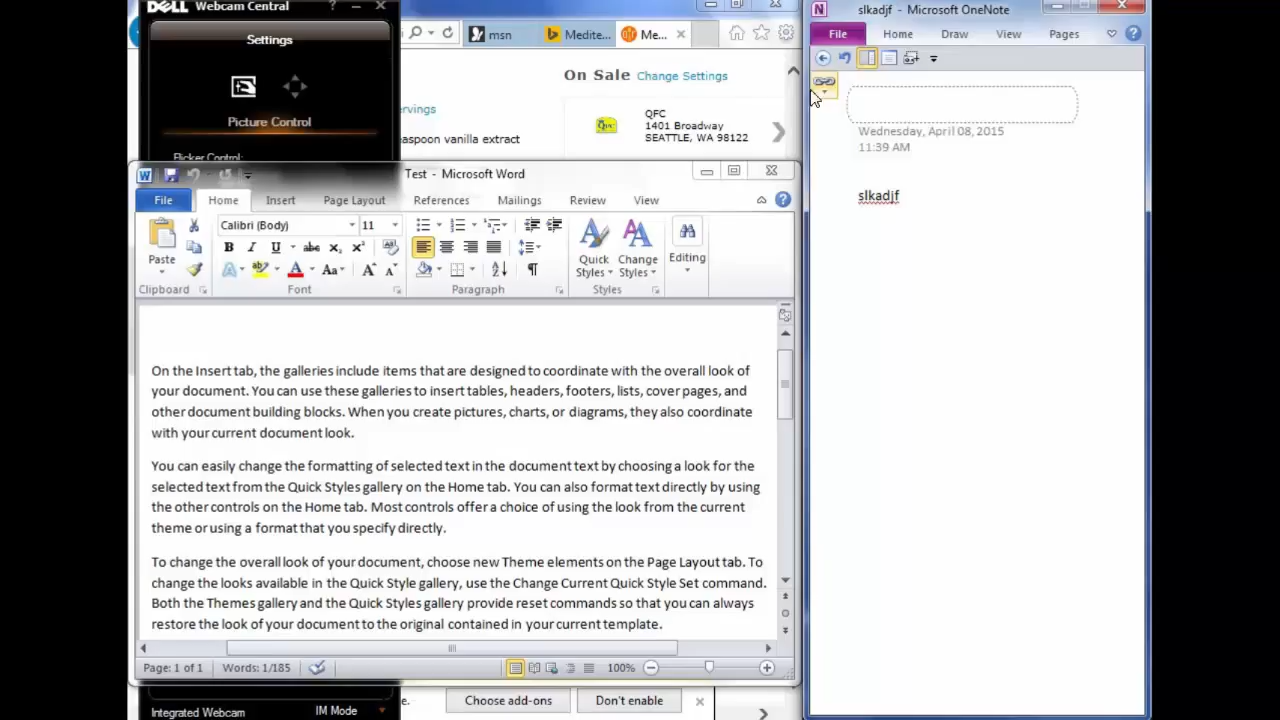 DELL Webcam Central
Settings
Picture Control
Flicker Control:
msn
Medite...
Me...
On Sale Change Settings
ervings
easpoon vanilla extract
QFC
QFC
1401 Broadway
SEATTLE, WA 98122
Test - Microsoft Word
File Home Insert Page Layout References Mailings Review View
Calibri (Body) 11
Paste
Quick Styles
Change Styles
Editing
Clipboard Font Paragraph Styles
On the Insert tab, the galleries include items that are designed to coordinate with the overall look of
your document. You can use these galleries to insert tables, headers, footers, lists, cover pages, and
other document building blocks. When you create pictures, charts, or diagrams, they also coordinate
with your current document look.
You can easily change the formatting of selected text in the document text by choosing a look for the
selected text from the Quick Styles gallery on the Home tab. You can also format text directly by using
the other controls on the Home tab. Most controls offer a choice of using the look from the current
theme or using a format that you specify directly.
To change the overall look of your document, choose new Theme elements on the Page Layout tab. To
change the looks available in the Quick Style gallery, use the Change Current Quick Style Set command.
Both the Themes gallery and the Quick Styles gallery provide reset commands so that you can always
restore the look of your document to the original contained in your current template.
Page: 1 of 1 Words: 1/185 100%
e. Choose add-ons Don't enable
Integrated Webcam IM Mode
slkadjf - Microsoft OneNote
File Home Draw View Pages
Wednesday, April 08, 2015
11:39 AM
slkadjf